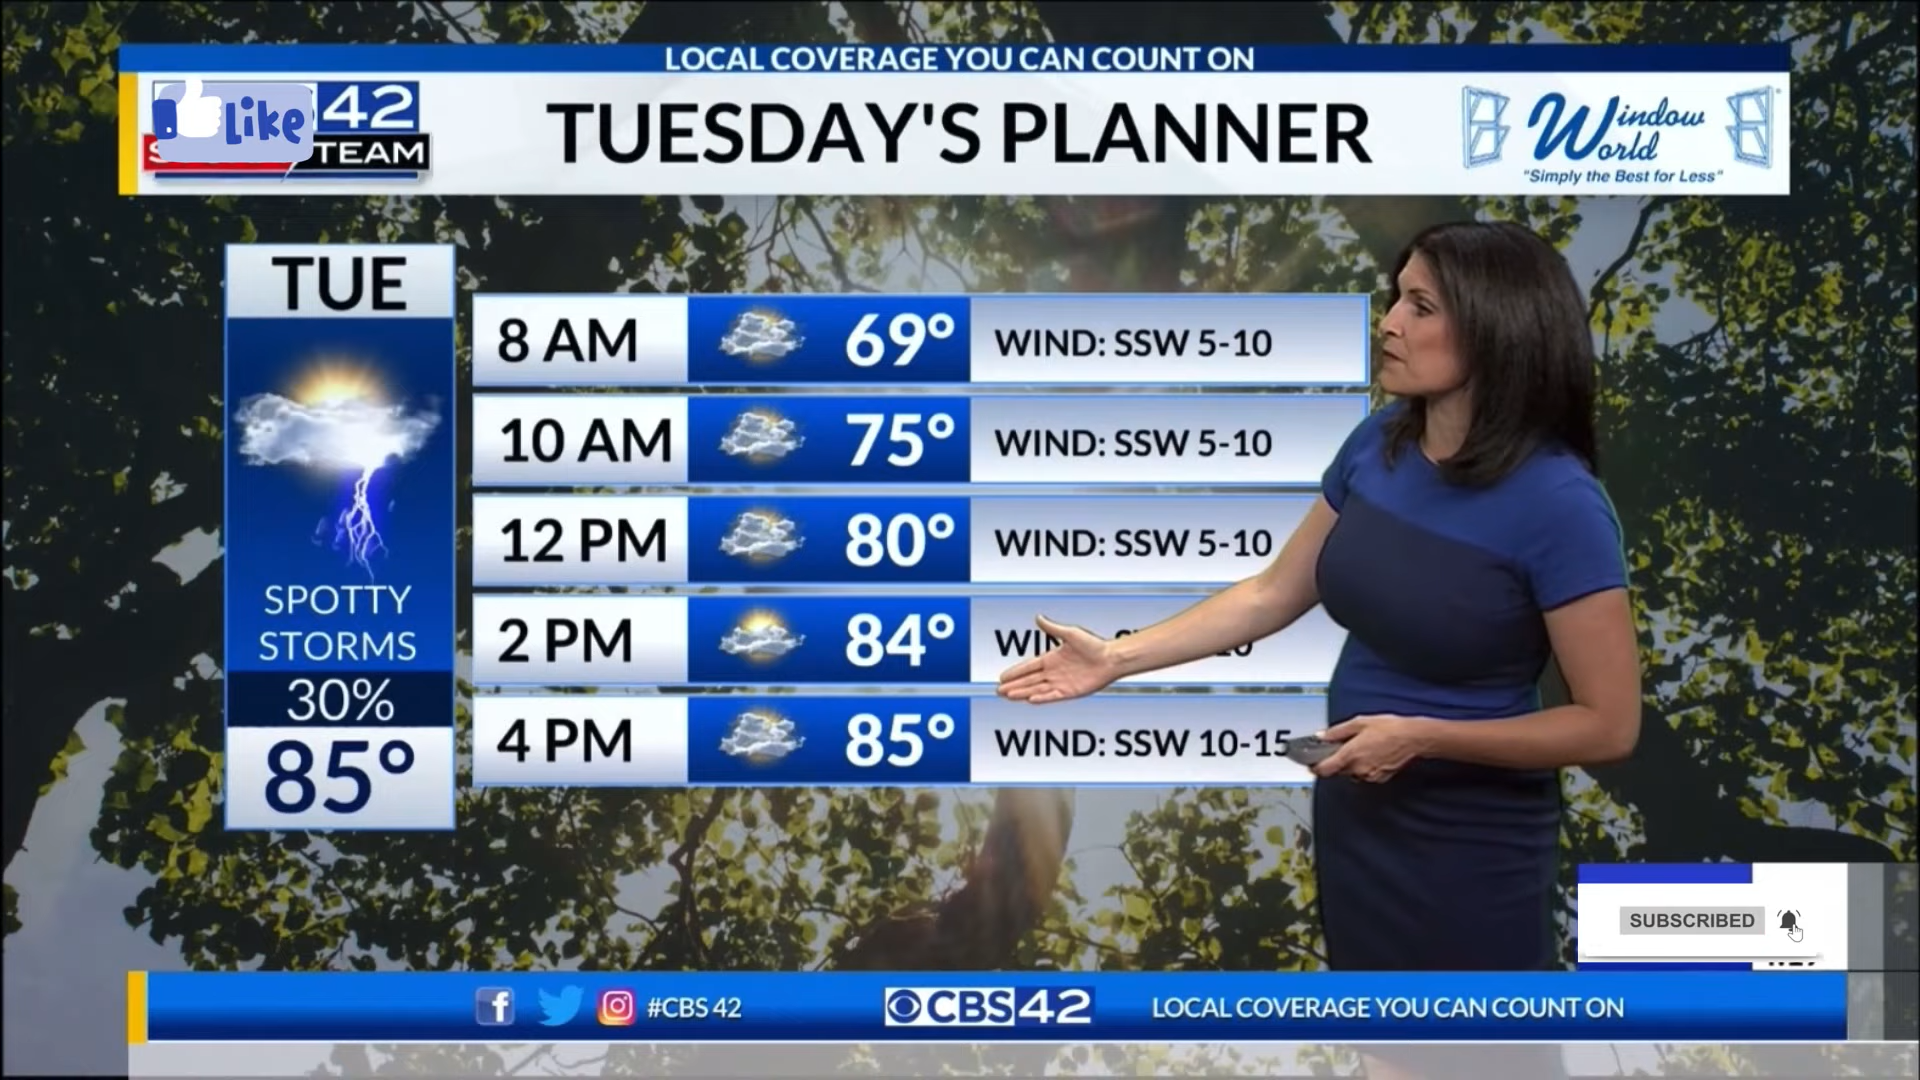 LOCAL COVERAGE YOU CAN COUNT ON
Like 42
TEAM
TUESDAY'S PLANNER
Window
World
"Simply the Best for Less"
TUE
SPOTTY
STORMS
30%
85°
8 AM 69° WIND: SSW 5-10
10 AM 75° WIND: SSW 5-10
12 PM 80° WIND: SSW 5-10
2 PM 84°
4 PM 85° WIND: SSW 10-15
SUBSCRIBED
#CBS 42
CBS 42
LOCAL COVERAGE YOU CAN COUNT ON